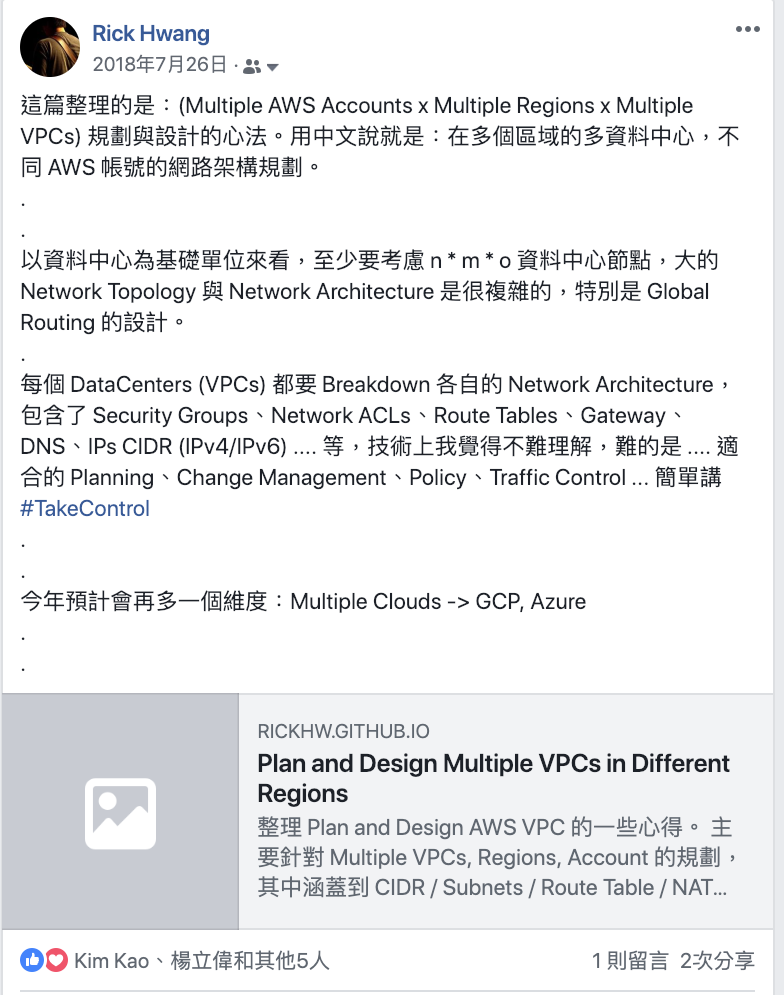 Rick Hwang
2018年7月26日 ·
這篇整理的是：(Multiple AWS Accounts x Multiple Regions x Multiple
VPCs) 規劃與設計的心法。用中文說就是：在多個區域的多資料中心，不
同 AWS 帳號的網路架構規劃。
.
.
以資料中心為基礎單位來看，至少要考慮 n * m * o 資料中心節點，大的
Network Topology 與 Network Architecture 是很複雜的，特別是 Global
Routing 的設計。
.
每個 DataCenters (VPCs) 都要 Breakdown 各自的 Network Architecture，
包含了 Security Groups、Network ACLs、Route Tables、Gateway、
DNS、IPs CIDR (IPv4/IPv6) .... 等，技術上我覺得不難理解，難的是 .... 適
合的 Planning、Change Management、Policy、Traffic Control ... 簡單講
#TakeControl
.
.
今年預計會再多一個維度：Multiple Clouds -> GCP, Azure
.
.
RICKHW.GITHUB.IO
Plan and Design Multiple VPCs in Different
Regions
整理 Plan and Design AWS VPC 的一些心得。 主
要針對 Multiple VPCs, Regions, Account 的規劃，
其中涵蓋到 CIDR / Subnets / Route Table / NAT...
Kim Kao、楊立偉和其他5人
1 則留言 2次分享